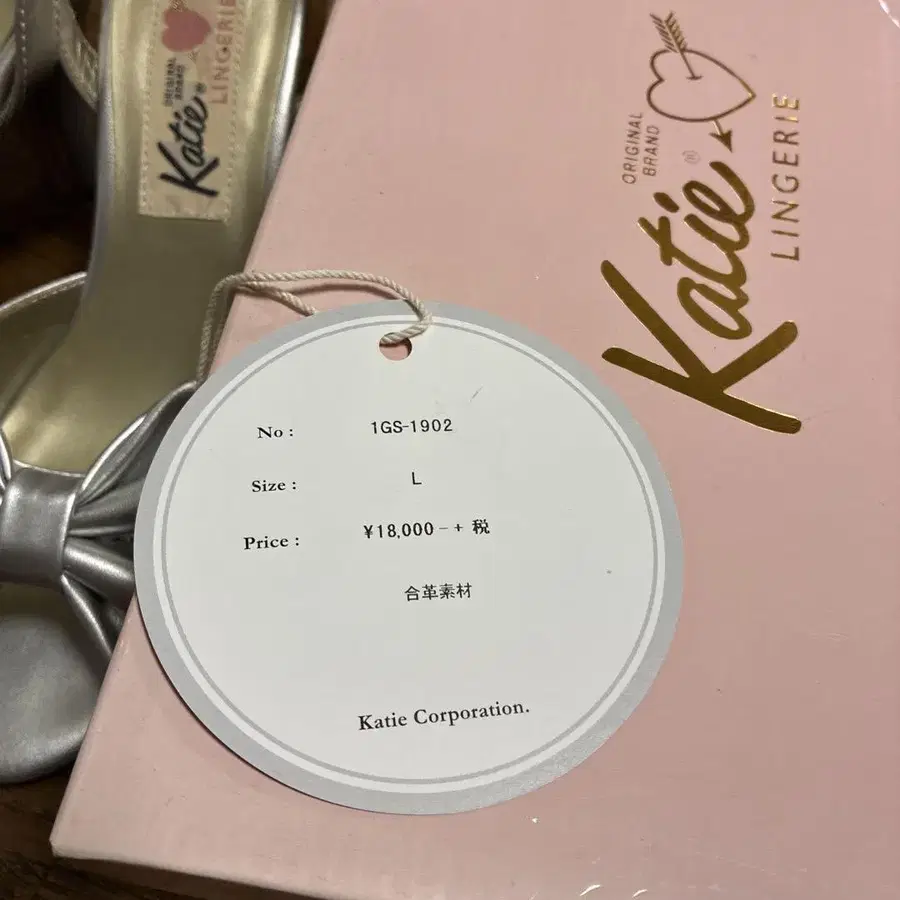 ORIGINAL
BRAND
Katie®
LINGERIE
ORIGINAL
BRAND
Katie®
LINGERIE
No : 1GS-1902
Size : L
Price : ¥18,000-+ 税
合革素材
Katie Corporation.